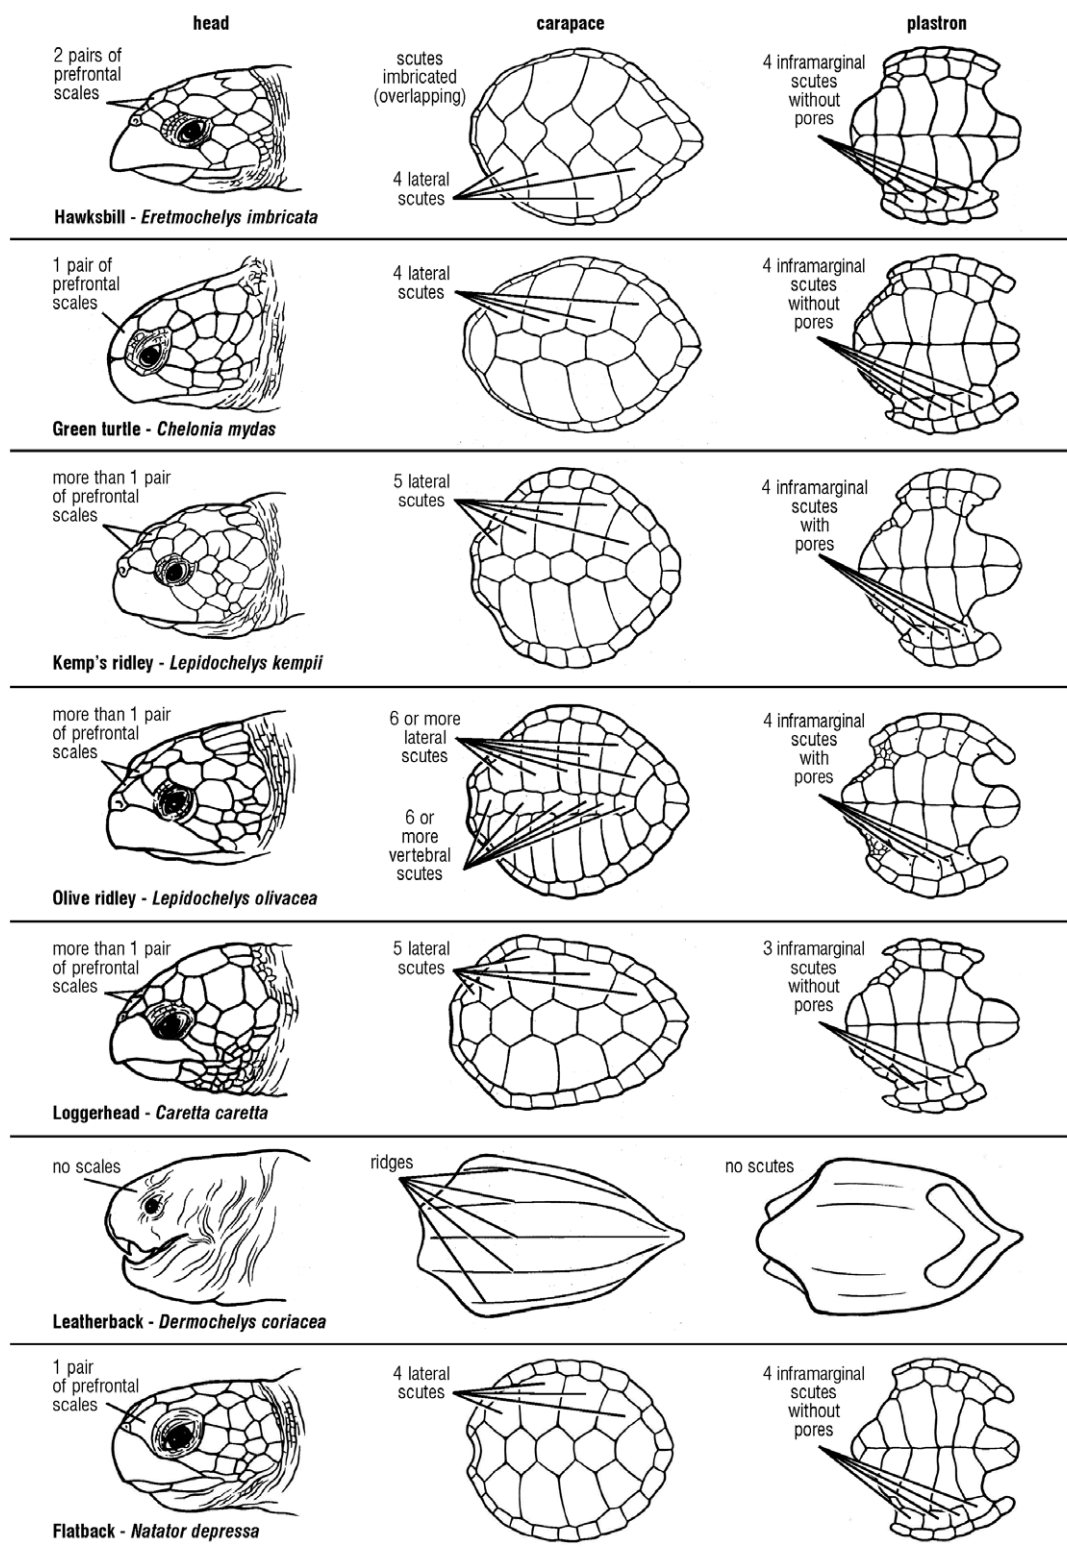 head
carapace
plastron
2 pairs of
prefrontal
scales
scutes
imbricated
(overlapping)
4 lateral
scutes
4 inframarginal
scutes
without
pores
Hawksbill - Eretmochelys imbricata
1 pair of
prefrontal
scales
4 lateral
scutes
4 inframarginal
scutes
without
pores
Green turtle - Chelonia mydas
more than 1 pair
of prefrontal
scales
5 lateral
scutes
4 inframarginal
scutes
with
pores
Kemp's ridley - Lepidochelys kempii
more than 1 pair
of prefrontal
scales
6 or more
lateral
scutes
6 or
more
vertebral
scutes
4 inframarginal
scutes
with
pores
Olive ridley - Lepidochelys olivacea
more than 1 pair
of prefrontal
scales
5 lateral
scutes
3 inframarginal
scutes
without
pores
Loggerhead - Caretta caretta
no scales
ridges
no scutes
Leatherback - Dermochelys coriacea
1 pair
of prefrontal
scales
4 lateral
scutes
4 inframarginal
scutes
without
pores
Flatback - Natator depressa